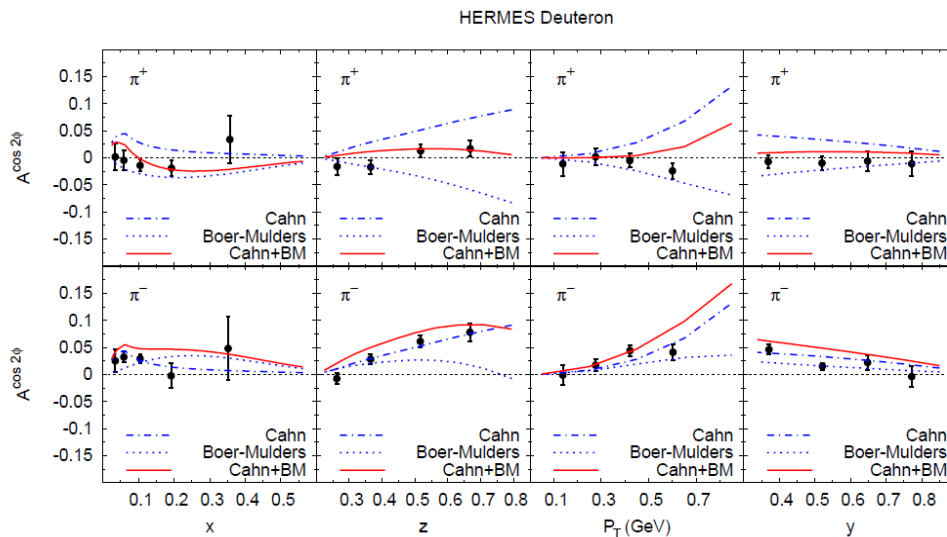 HERMES Deuteron
A^cos 2ϕ
0.15
0.1
0.05
0
-0.05
-0.1
-0.15
π⁺
Cahn
Boer-Mulders
Cahn+BM
π⁺
Cahn
Boer-Mulders
Cahn+BM
π⁺
Cahn
Boer-Mulders
Cahn+BM
π⁺
Cahn
Boer-Mulders
Cahn+BM
A^cos 2ϕ
0.15
0.1
0.05
0
-0.05
-0.1
-0.15
π⁻
Cahn
Boer-Mulders
Cahn+BM
π⁻
Cahn
Boer-Mulders
Cahn+BM
π⁻
Cahn
Boer-Mulders
Cahn+BM
π⁻
Cahn
Boer-Mulders
Cahn+BM
0.1 0.2 0.3 0.4 0.5
0.3 0.4 0.5 0.6 0.7 0.8
0.1 0.3 0.5 0.7
0.4 0.5 0.6 0.7 0.8
x
z
P_T (GeV)
y